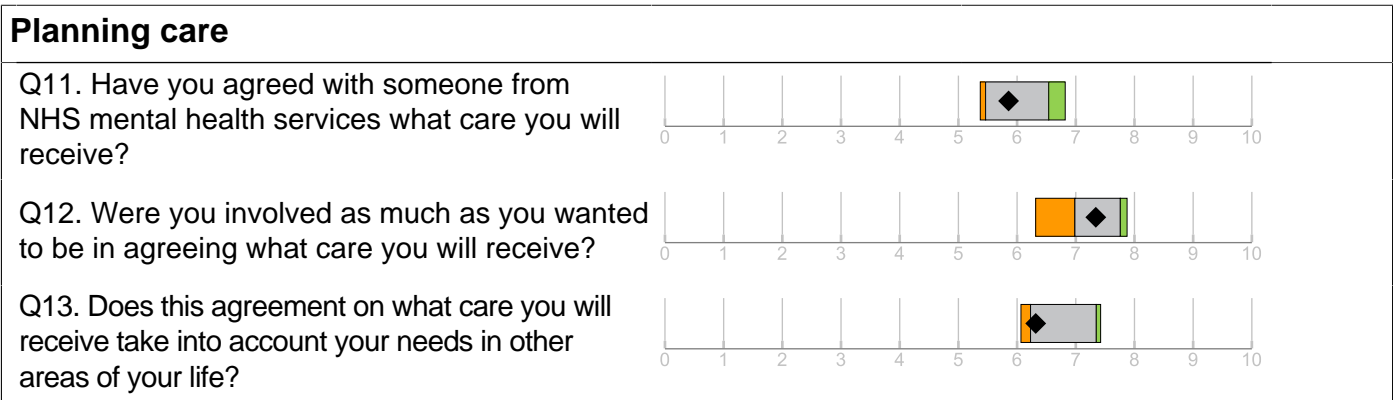 Planning care
Q11. Have you agreed with someone from
NHS mental health services what care you will
receive?
0 1 2 3 4 5 6 7 8 9 10
Q12. Were you involved as much as you wanted
to be in agreeing what care you will receive?
0 1 2 3 4 5 6 7 8 9 10
Q13. Does this agreement on what care you will
receive take into account your needs in other
areas of your life?
0 1 2 3 4 5 6 7 8 9 10